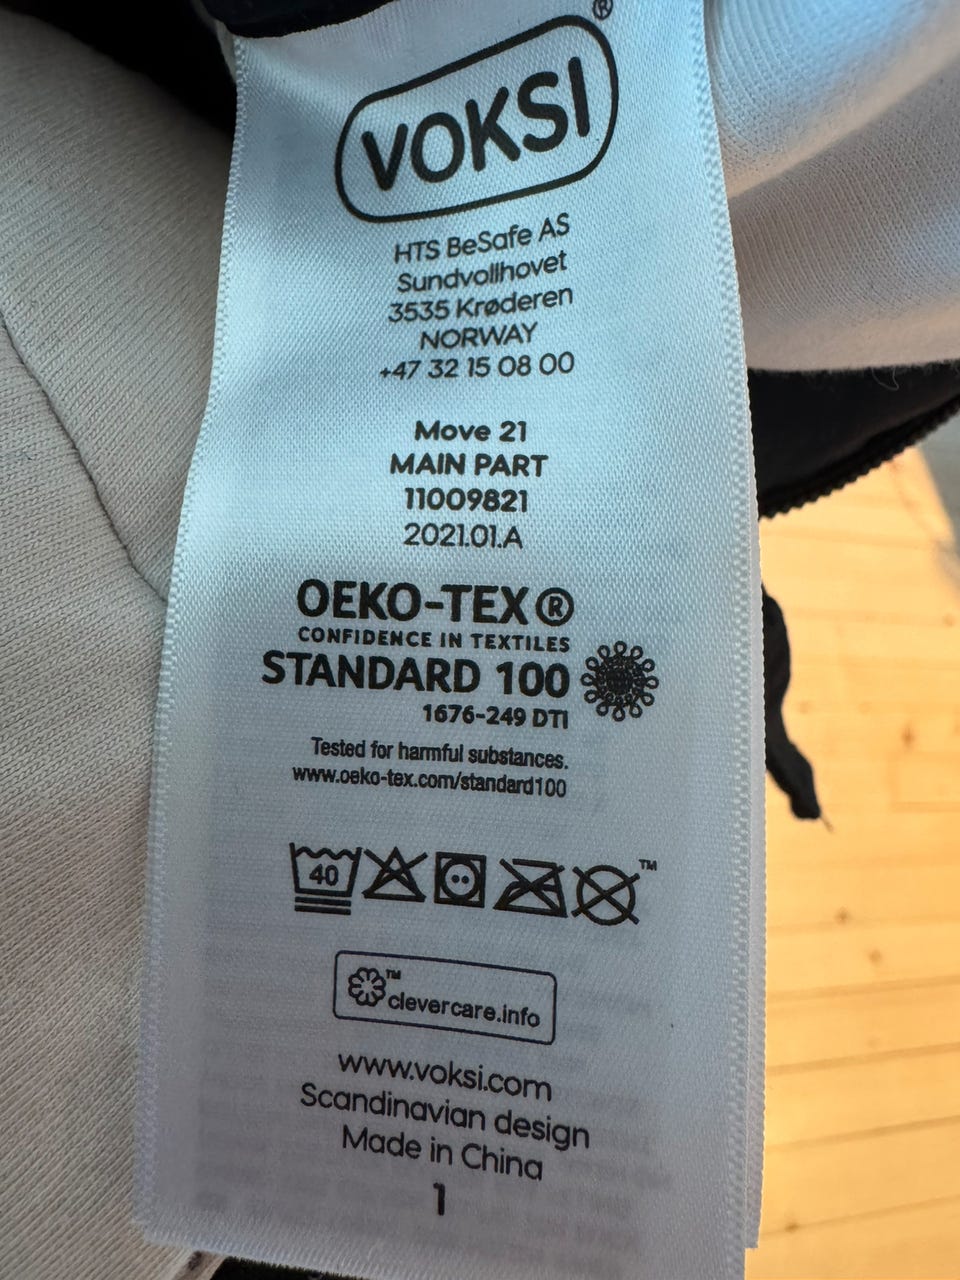 VOKSI®
HTS BeSafe AS
Sundvollhovet
3535 Krøderen
NORWAY
+47 32 15 08 00
Move 21
MAIN PART
11009821
2021.01.A
OEKO-TEX®
CONFIDENCE IN TEXTILES
STANDARD 100
1676-249 DTI
Tested for harmful substances.
www.oeko-tex.com/standard100
40 ™
™ clevercare.info
www.voksi.com
Scandinavian design
Made in China
1